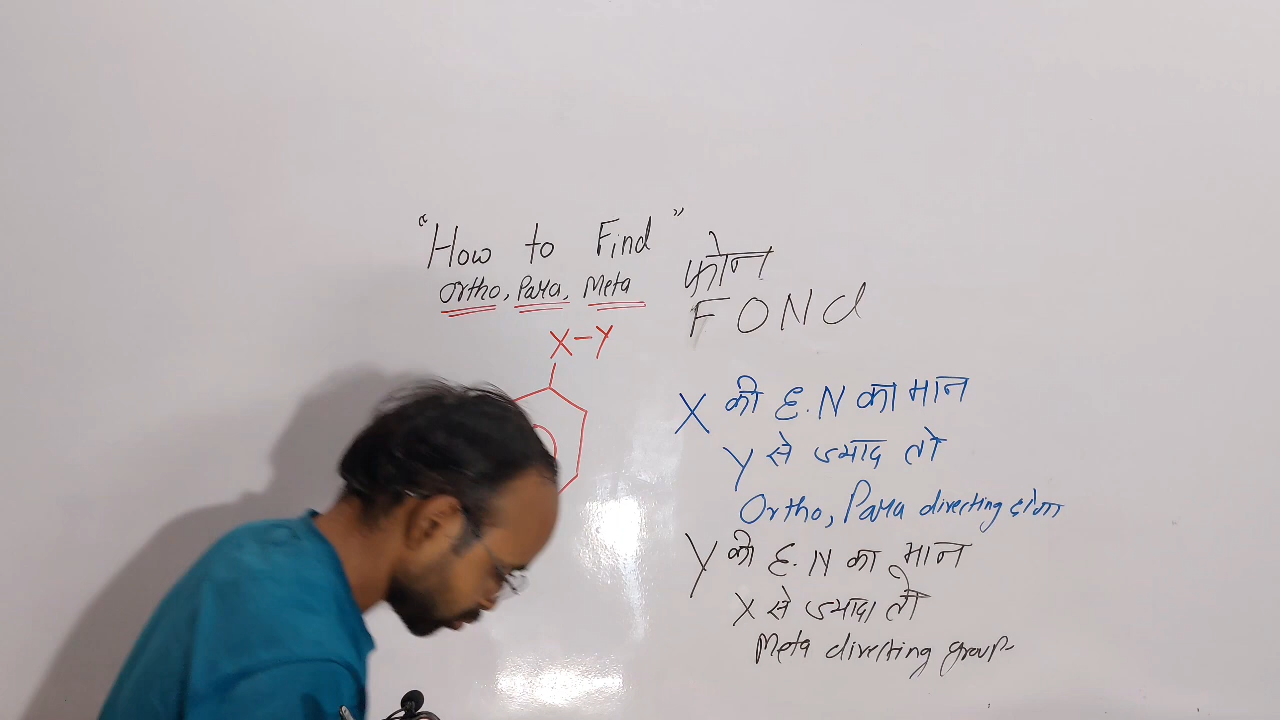 "How to Find"
Ortho, Para, Meta
X-Y
फोन
FONCl
X की E.N का मान
Y से ज्याद तो
Ortho, Para directing होगा
Y की E.N का मान
X से ज्यादा तो
Meta directing group